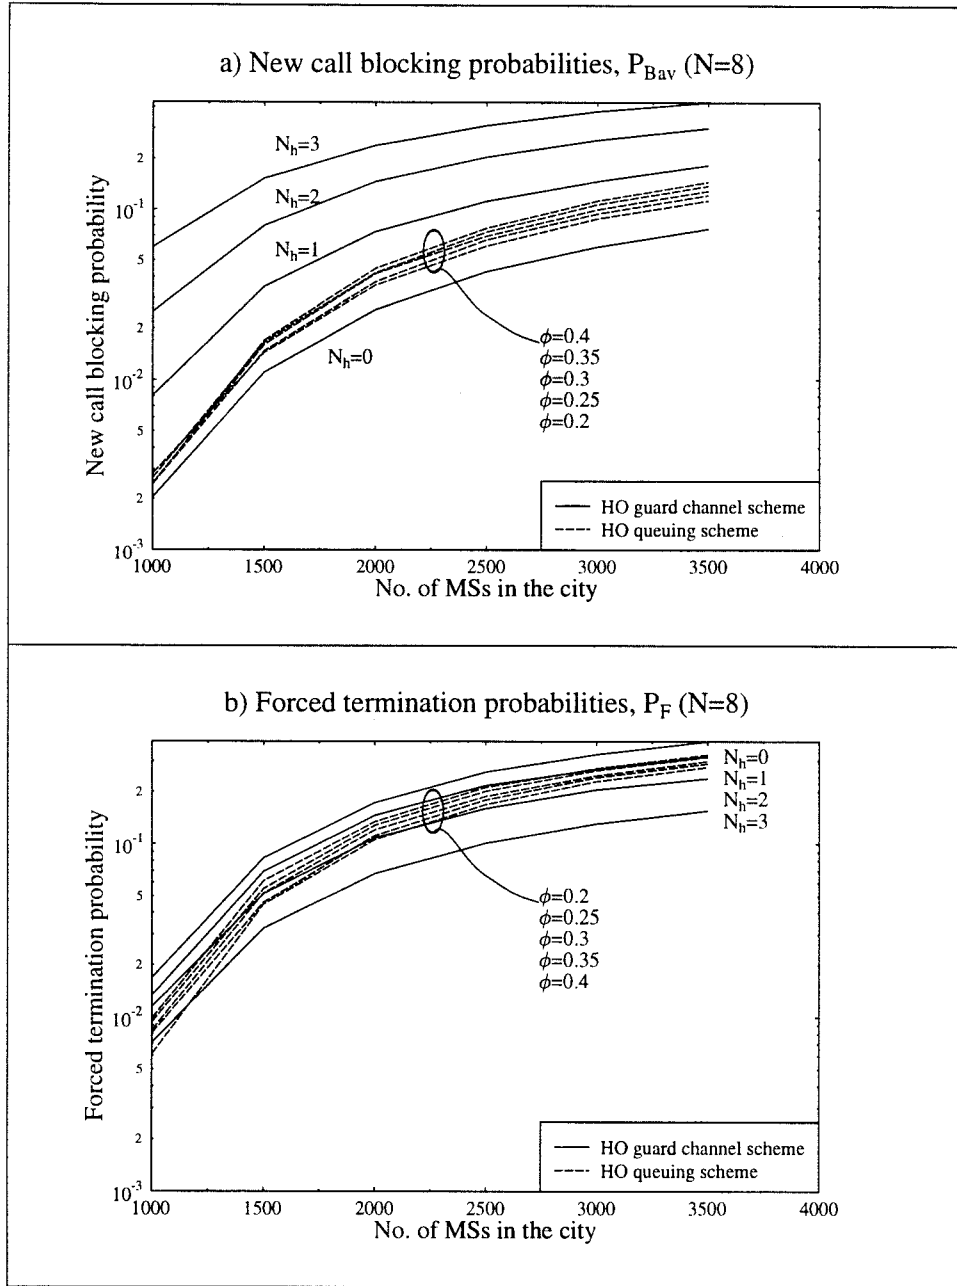 a) New call blocking probabilities, P_Bav (N=8)
New call blocking probability
2
10^-1
5
2
10^-2
5
2
10^-3
N_h=3
N_h=2
N_h=1
N_h=0
ϕ=0.4
ϕ=0.35
ϕ=0.3
ϕ=0.25
ϕ=0.2
HO guard channel scheme
HO queuing scheme
1000 1500 2000 2500 3000 3500 4000
No. of MSs in the city
b) Forced termination probabilities, P_F (N=8)
Forced termination probability
2
10^-1
5
2
10^-2
5
2
10^-3
N_h=0
N_h=1
N_h=2
N_h=3
ϕ=0.2
ϕ=0.25
ϕ=0.3
ϕ=0.35
ϕ=0.4
HO guard channel scheme
HO queuing scheme
1000 1500 2000 2500 3000 3500 4000
No. of MSs in the city